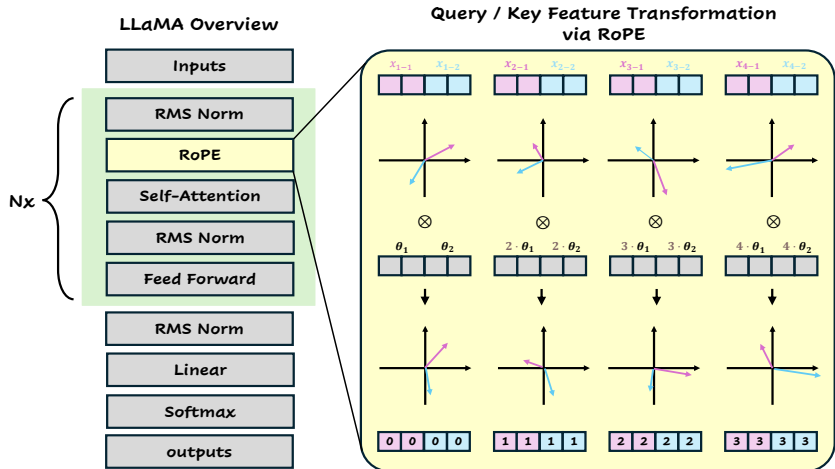 LLaMA Overview
Inputs
RMS Norm
RoPE
Self-Attention
RMS Norm
Feed Forward
Nx
RMS Norm
Linear
Softmax
outputs
Query / Key Feature Transformation
via RoPE
x₁₋₁ x₁₋₂ x₂₋₁ x₂₋₂ x₃₋₁ x₃₋₂ x₄₋₁ x₄₋₂
⊗ ⊗ ⊗ ⊗
θ₁ θ₂ 2·θ₁ 2·θ₂ 3·θ₁ 3·θ₂ 4·θ₁ 4·θ₂
0 0 0 0 1 1 1 1 2 2 2 2 3 3 3 3